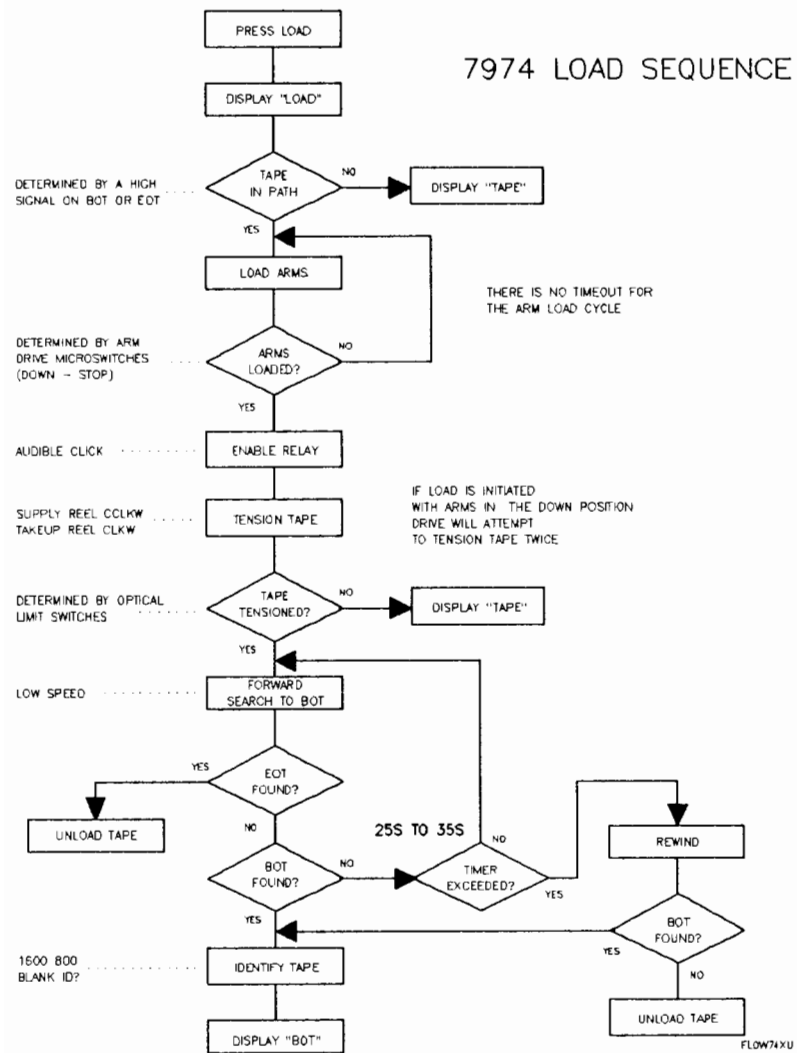 PRESS LOAD
7974 LOAD SEQUENCE
DISPLAY "LOAD"
DETERMINED BY A HIGH
SIGNAL ON BOT OR EOT
TAPE
IN PATH
NO
DISPLAY "TAPE"
YES
LOAD ARMS
THERE IS NO TIMEOUT FOR
THE ARM LOAD CYCLE
DETERMINED BY ARM
DRIVE MICROSWITCHES
(DOWN - STOP)
ARMS
LOADED?
NO
YES
AUDIBLE CLICK
ENABLE RELAY
IF LOAD IS INITIATED
WITH ARMS IN THE DOWN POSITION
DRIVE WILL ATTEMPT
TO TENSION TAPE TWICE
SUPPLY REEL CCLKW
TAKEUP REEL CLKW
TENSION TAPE
DETERMINED BY OPTICAL
LIMIT SWITCHES
TAPE
TENSIONED?
NO
DISPLAY "TAPE"
YES
LOW SPEED
FORWARD
SEARCH TO BOT
YES
EOT
FOUND?
UNLOAD TAPE
NO
25S TO 35S
NO
REWIND
BOT
FOUND?
NO
TIMER
EXCEEDED?
YES
YES
BOT
FOUND?
YES
NO
1600 800
BLANK ID?
IDENTIFY TAPE
UNLOAD TAPE
DISPLAY "BOT"
FLOW74XU